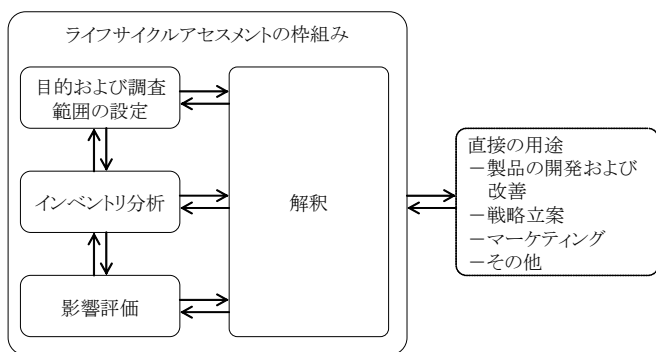 ライフサイクルアセスメントの枠組み
目的および調査
範囲の設定
インベントリ分析
影響評価
解釈
直接の用途
－製品の開発および
改善
－戦略立案
－マーケティング
－その他